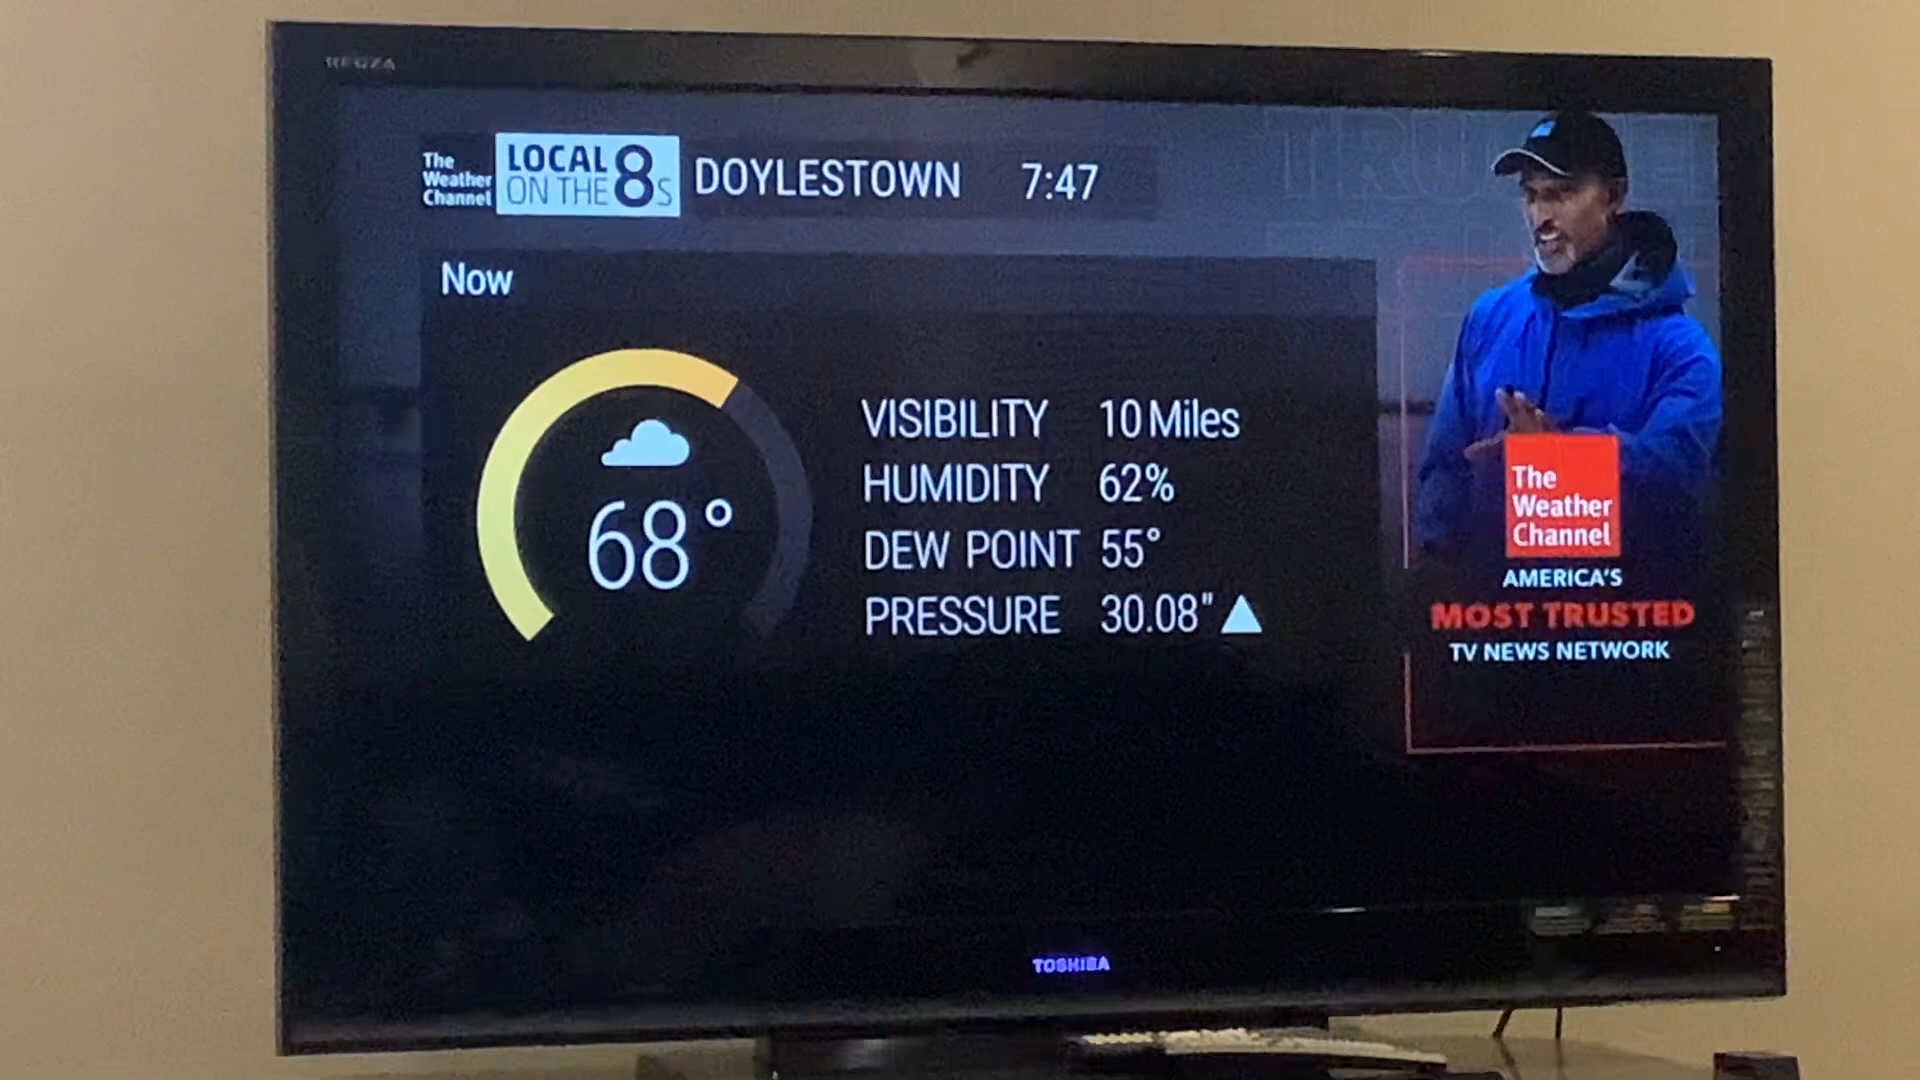 REGZA
The
Weather
Channel
LOCAL
ON THE 8s
DOYLESTOWN 7:47
Now
68°
VISIBILITY 10 Miles
HUMIDITY 62%
DEW POINT 55°
PRESSURE 30.08" ▲
The
Weather
Channel
AMERICA'S
MOST TRUSTED
TV NEWS NETWORK
TOSHIBA